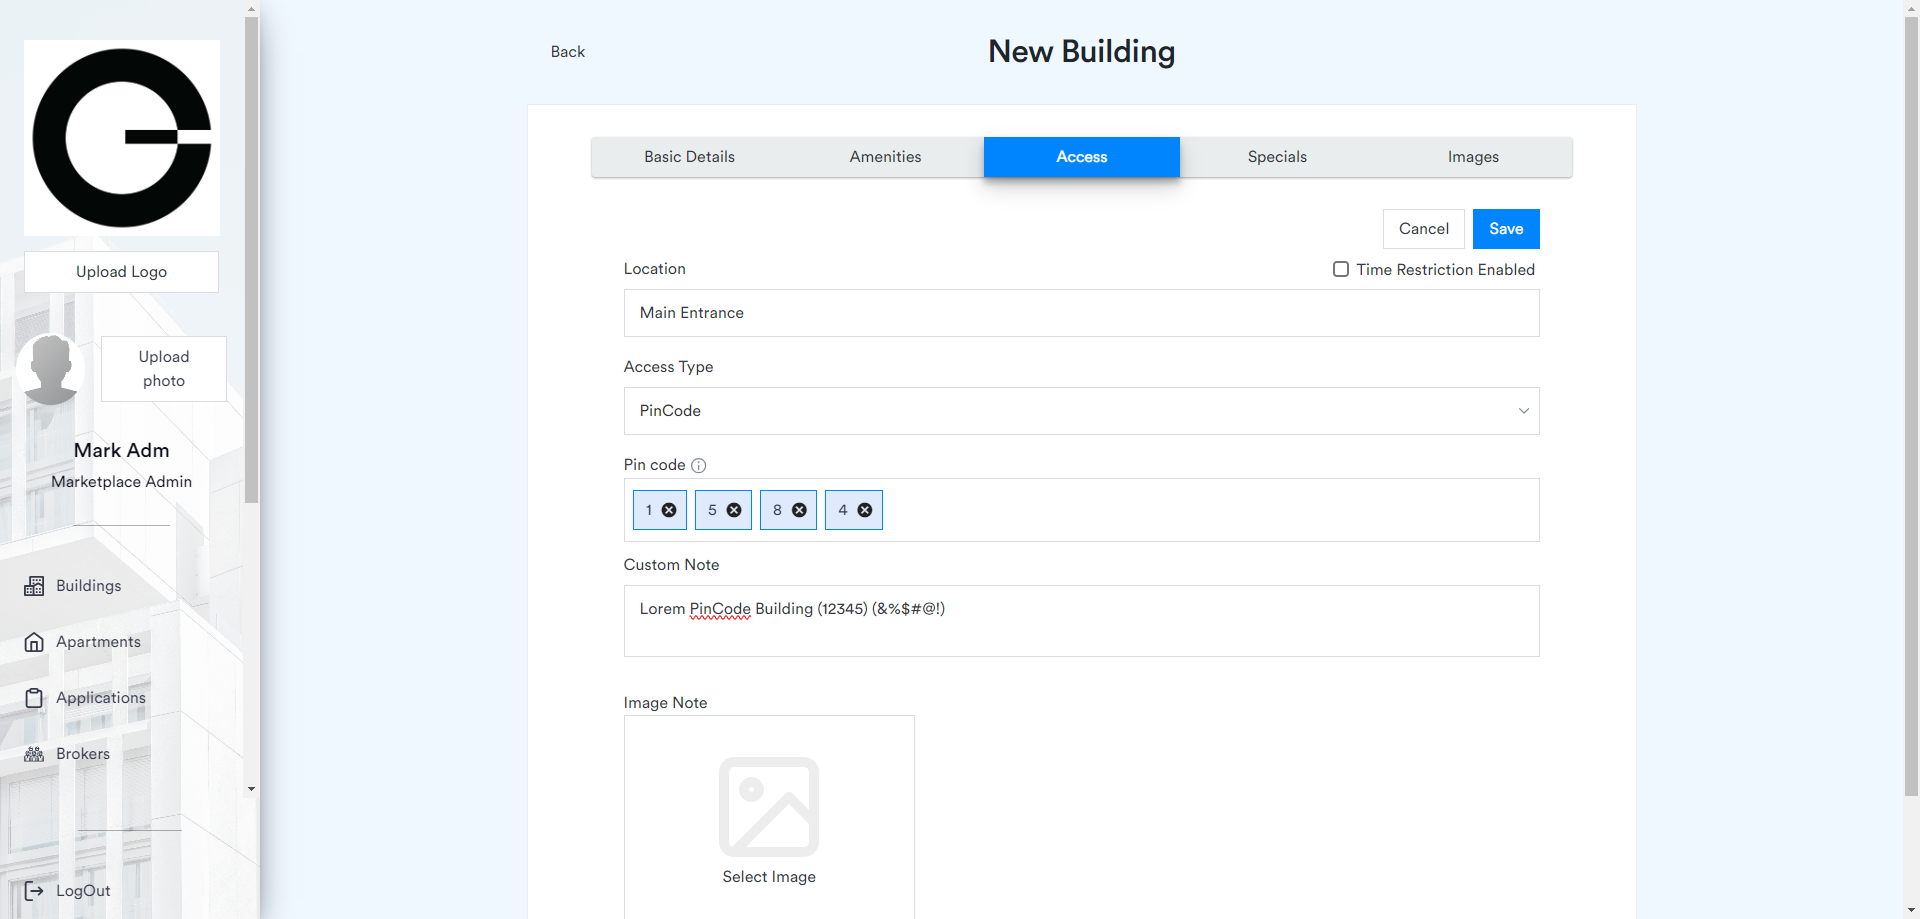 Upload Logo
Upload
photo
Mark Adm
Marketplace Admin
Buildings
Apartments
Applications
Brokers
LogOut
Back
New Building
Basic Details
Amenities
Access
Specials
Images
Cancel
Save
Location
Time Restriction Enabled
Main Entrance
Access Type
PinCode
Pin code
1
5
8
4
Custom Note
Lorem PinCode Building (12345) (&%$#@!)
Image Note
Select Image